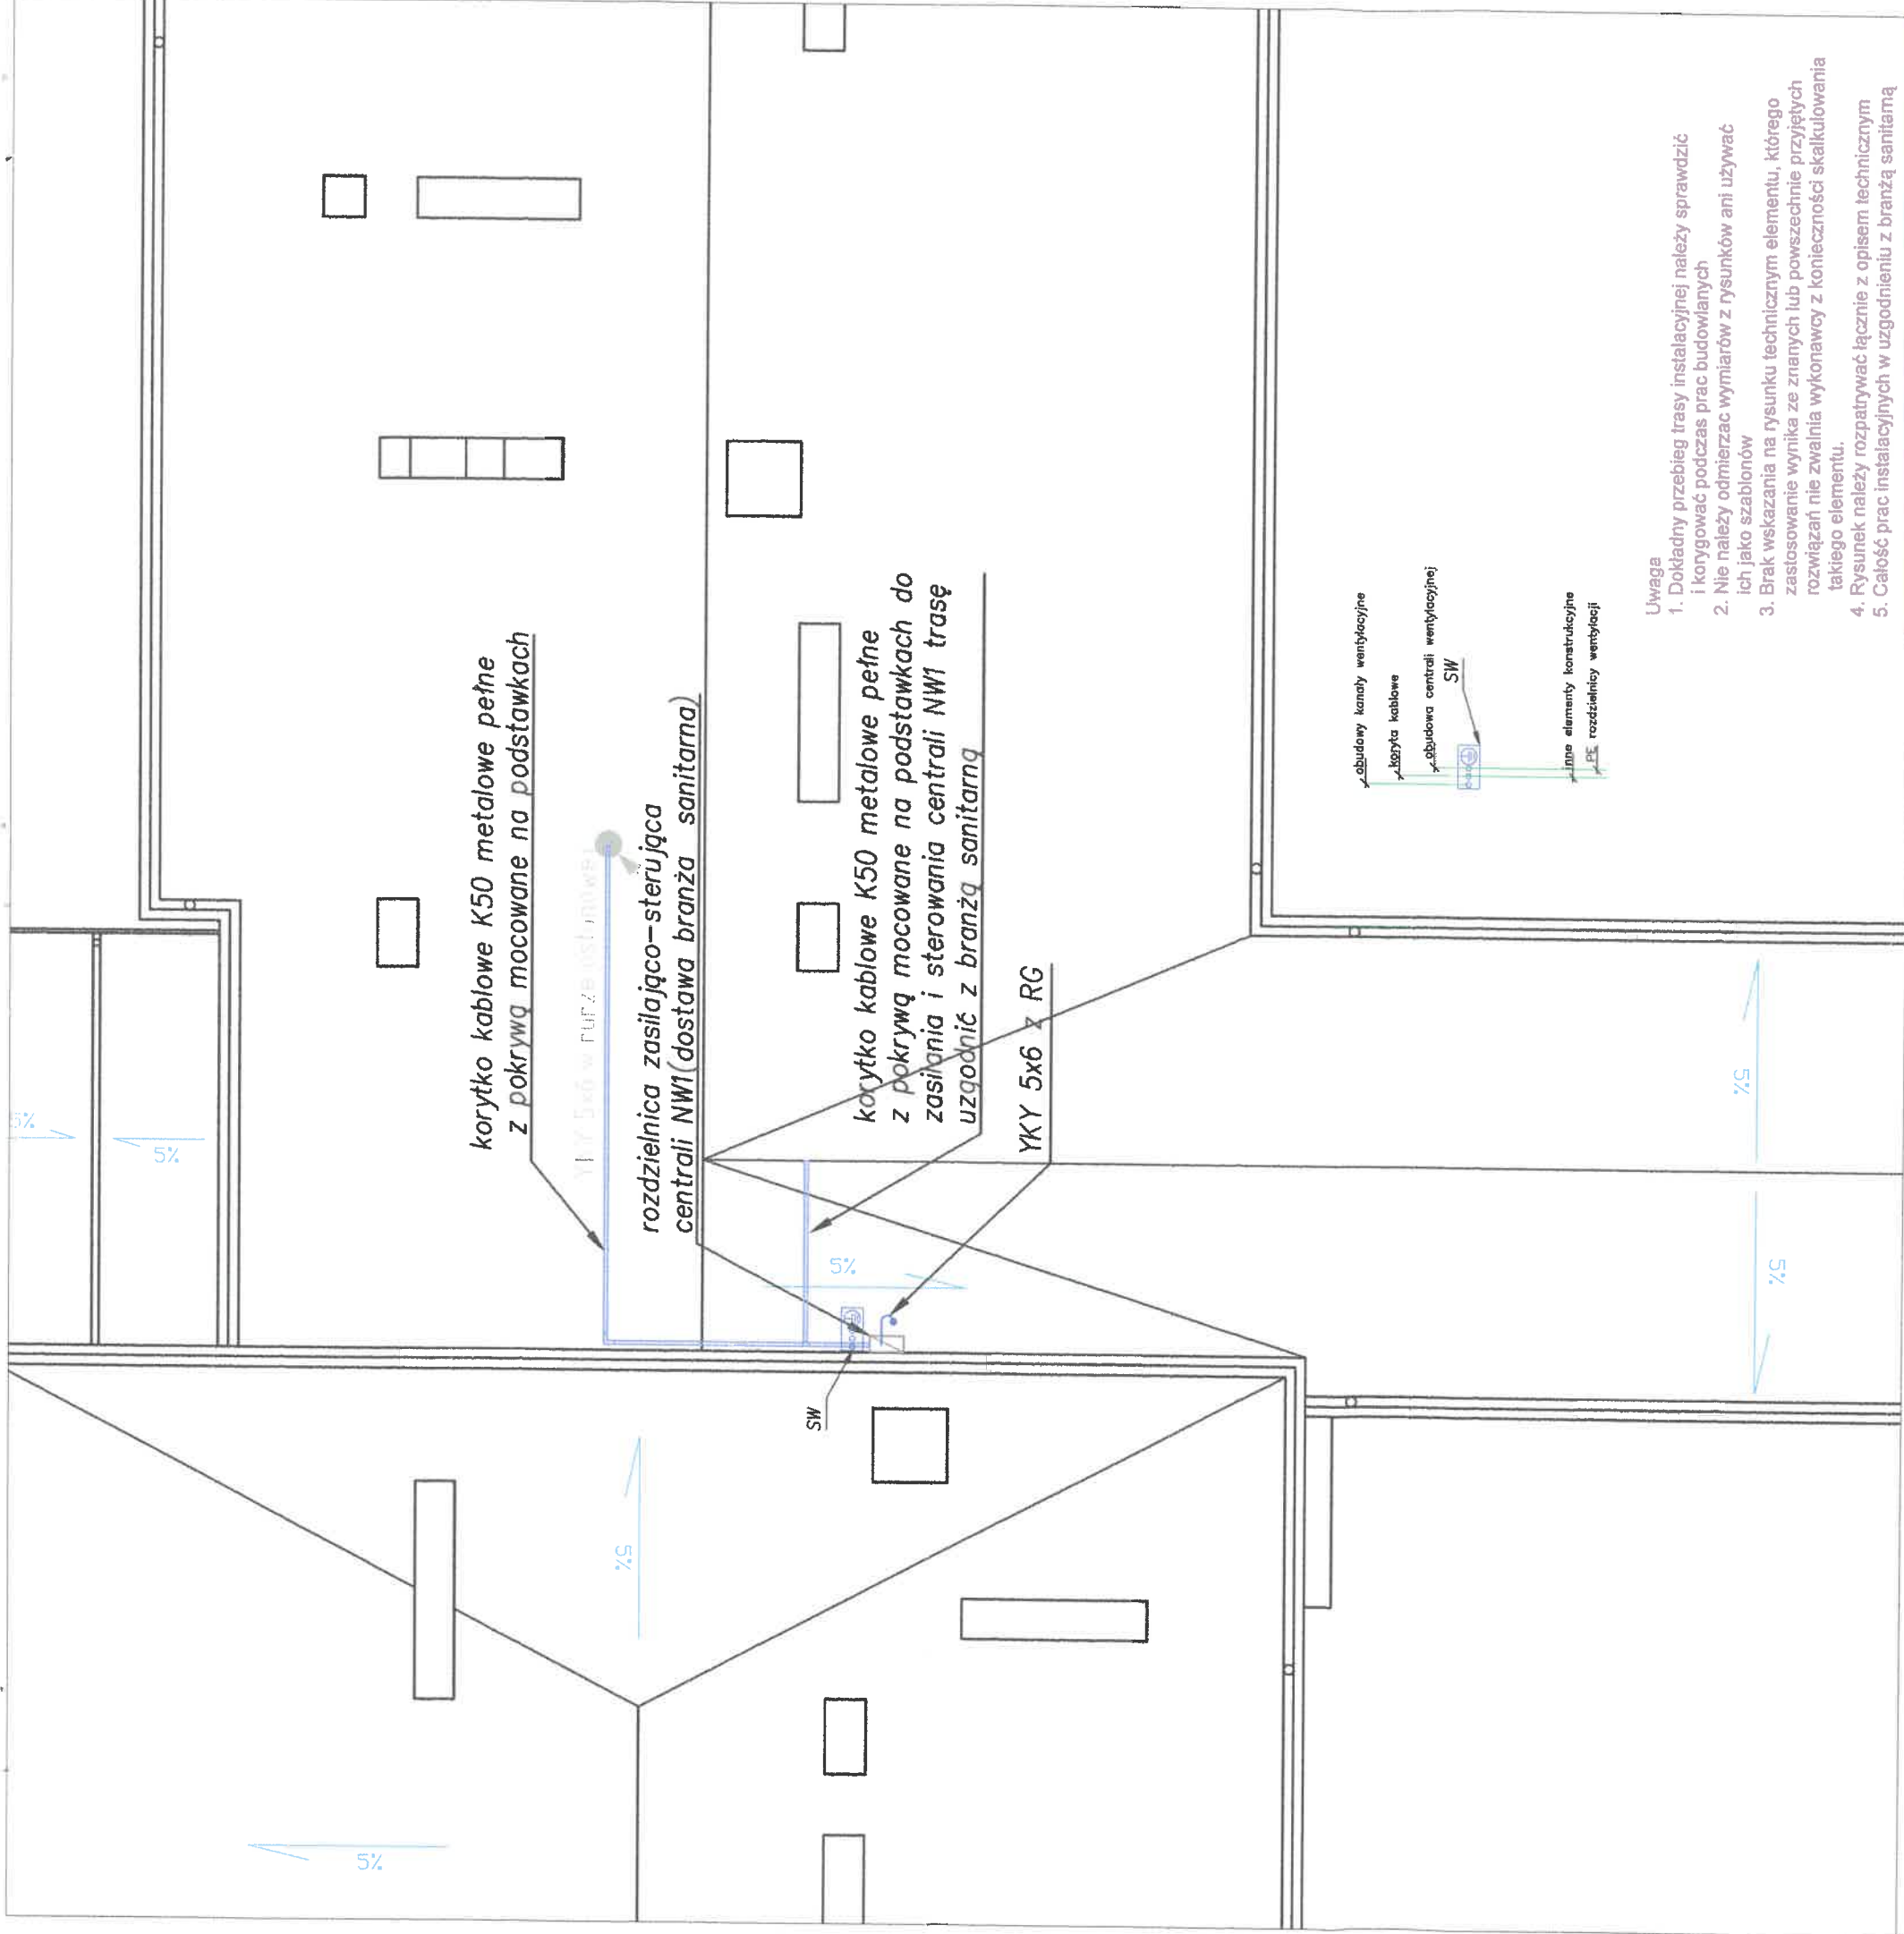 korytko kablowe K50 metalowe pełne
z pokrywą mocowane na podstawkach
rozdzielnica zasilająco-sterująca
centrali NW1(dostawa branża sanitarna)
korytko kablowe K50 metalowe pełne
z pokrywą mocowane na podstawkach do
zasilania i sterowania centrali NW1 trasę
uzgodnić z branżą sanitarną
YKY 5x6 z RG
SW
5%
5%
5%
5%
5%
5%
5%
obudowy kanały wentylacyjne
koryta kablowe
obudowa centrali wentylacyjnej
SW
inne elementy konstrukcyjne
PE rozdzielnicy wentylacji
Uwaga
1. Dokładny przebieg trasy instalacyjnej należy sprawdzić
i korygować podczas prac budowlanych
2. Nie należy odmierzac wymiarów z rysunków ani używać
ich jako szablonów
3. Brak wskazania na rysunku technicznym elementu, którego
zastosowanie wynika ze znanych lub powszechnie przyjętych
rozwiązań nie zwalnia wykonawcy z konieczności skalkulowania
takiego elementu.
4. Rysunek należy rozpatrywać łącznie z opisem technicznym
5. Całość prac instalacyjnych w uzgodnieniu z branżą sanitarną